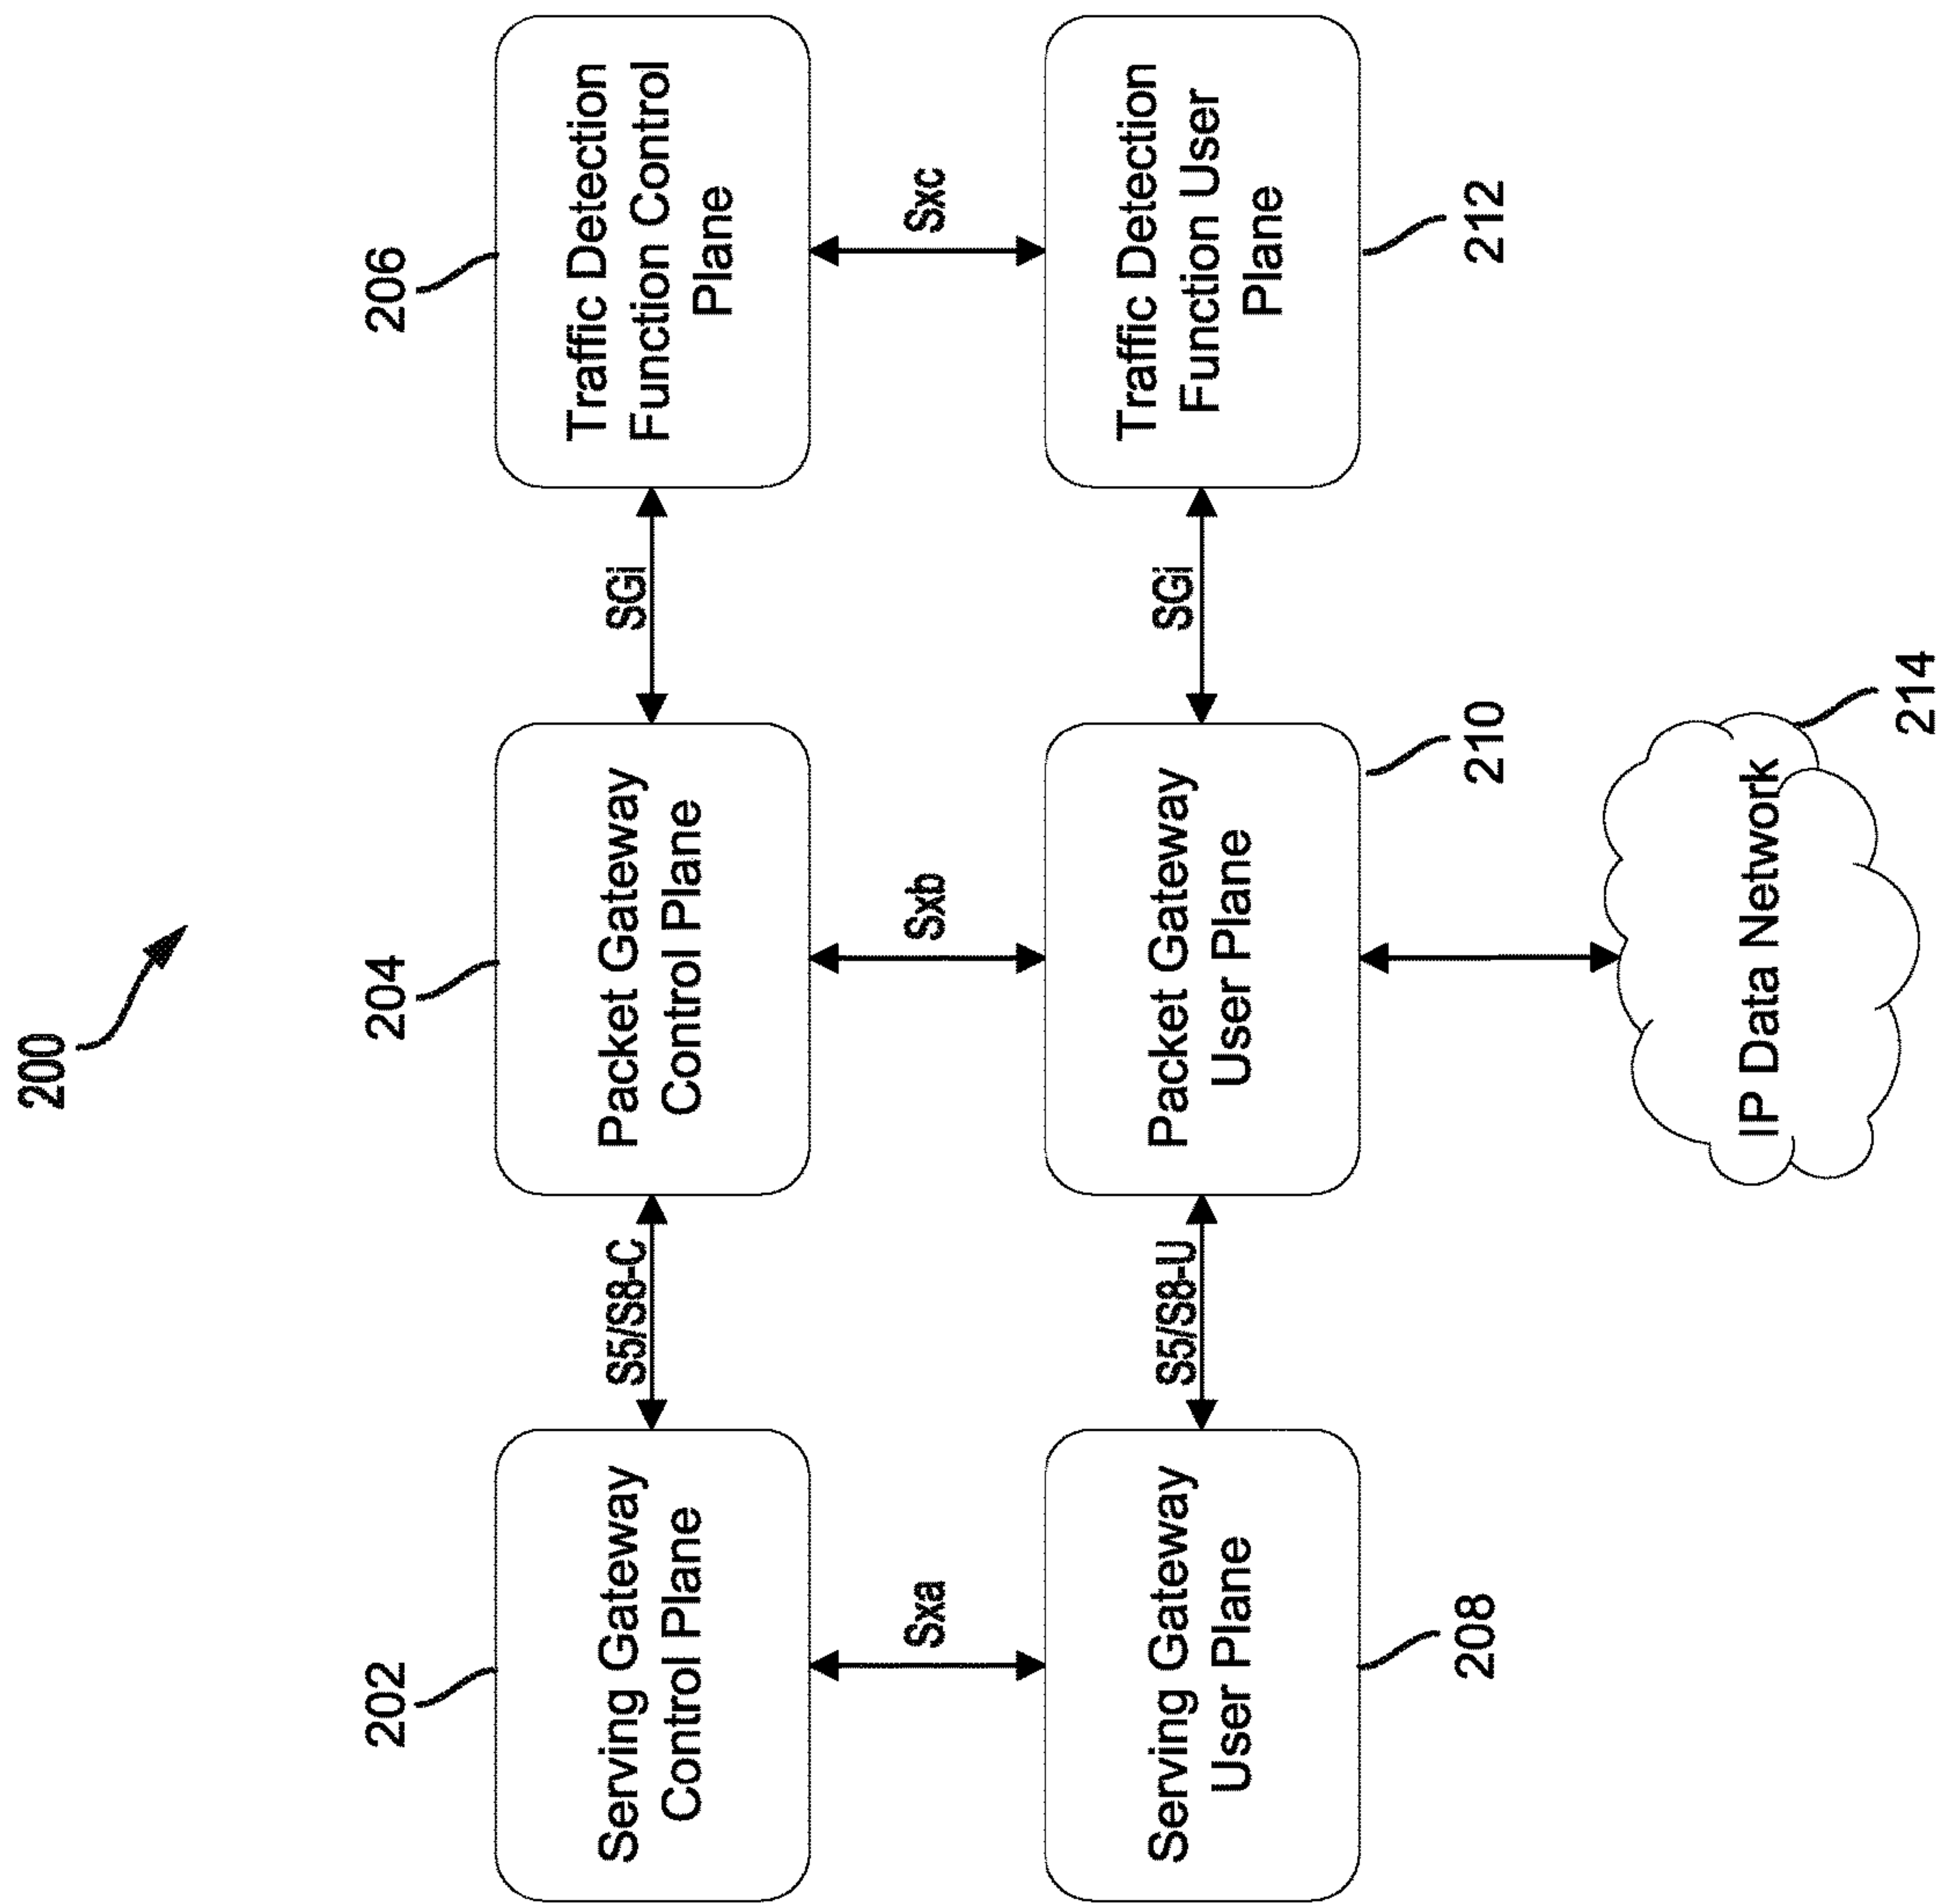 200
202
Serving Gateway
Control Plane
S5/S8-C
204
Packet Gateway
Control Plane
SGi
206
Traffic Detection
Function Control
Plane
Sxa
Sxb
Sxc
Serving Gateway
User Plane
208
S5/S8-U
Packet Gateway
User Plane
210
SGi
Traffic Detection
Function User
Plane
212
IP Data Network
214